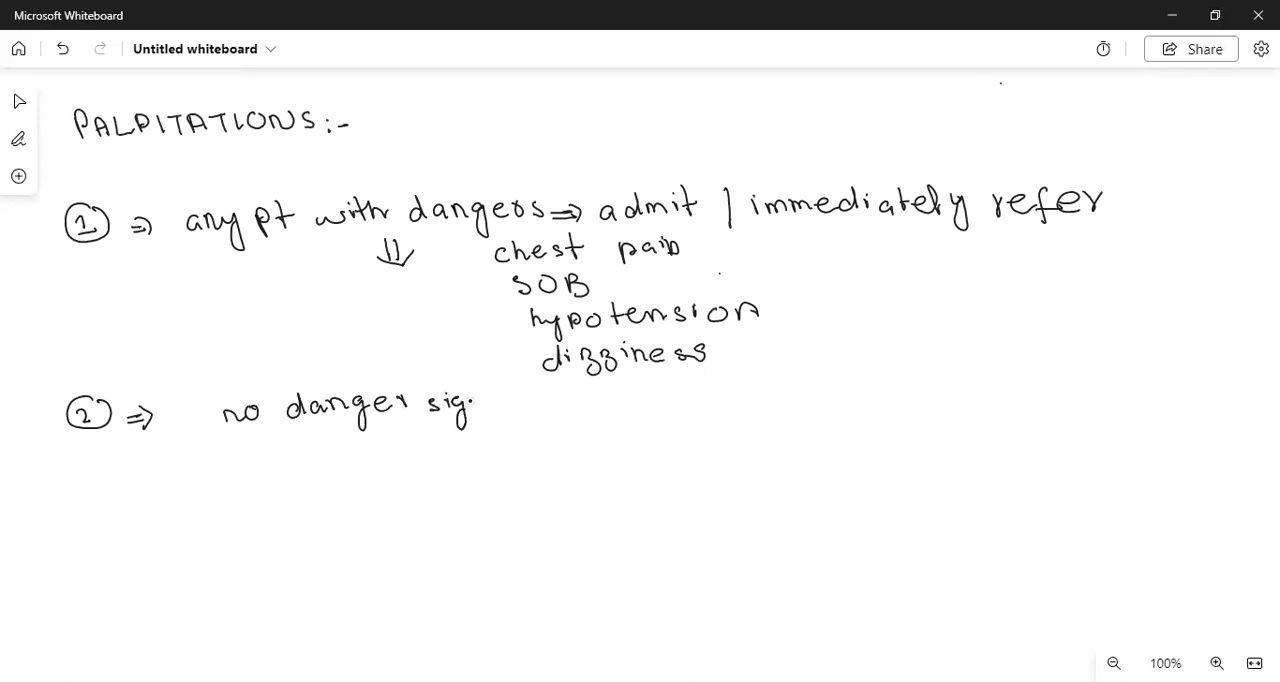 Microsoft Whiteboard
Untitled whiteboard
Share
PALPITATIONS :-
1 ⇒ any pt with dangers ⇒ admit / immediately refer
⇓ chest pain
SOB
hypotension
dizziness
2 ⇒ no danger sig.
100%